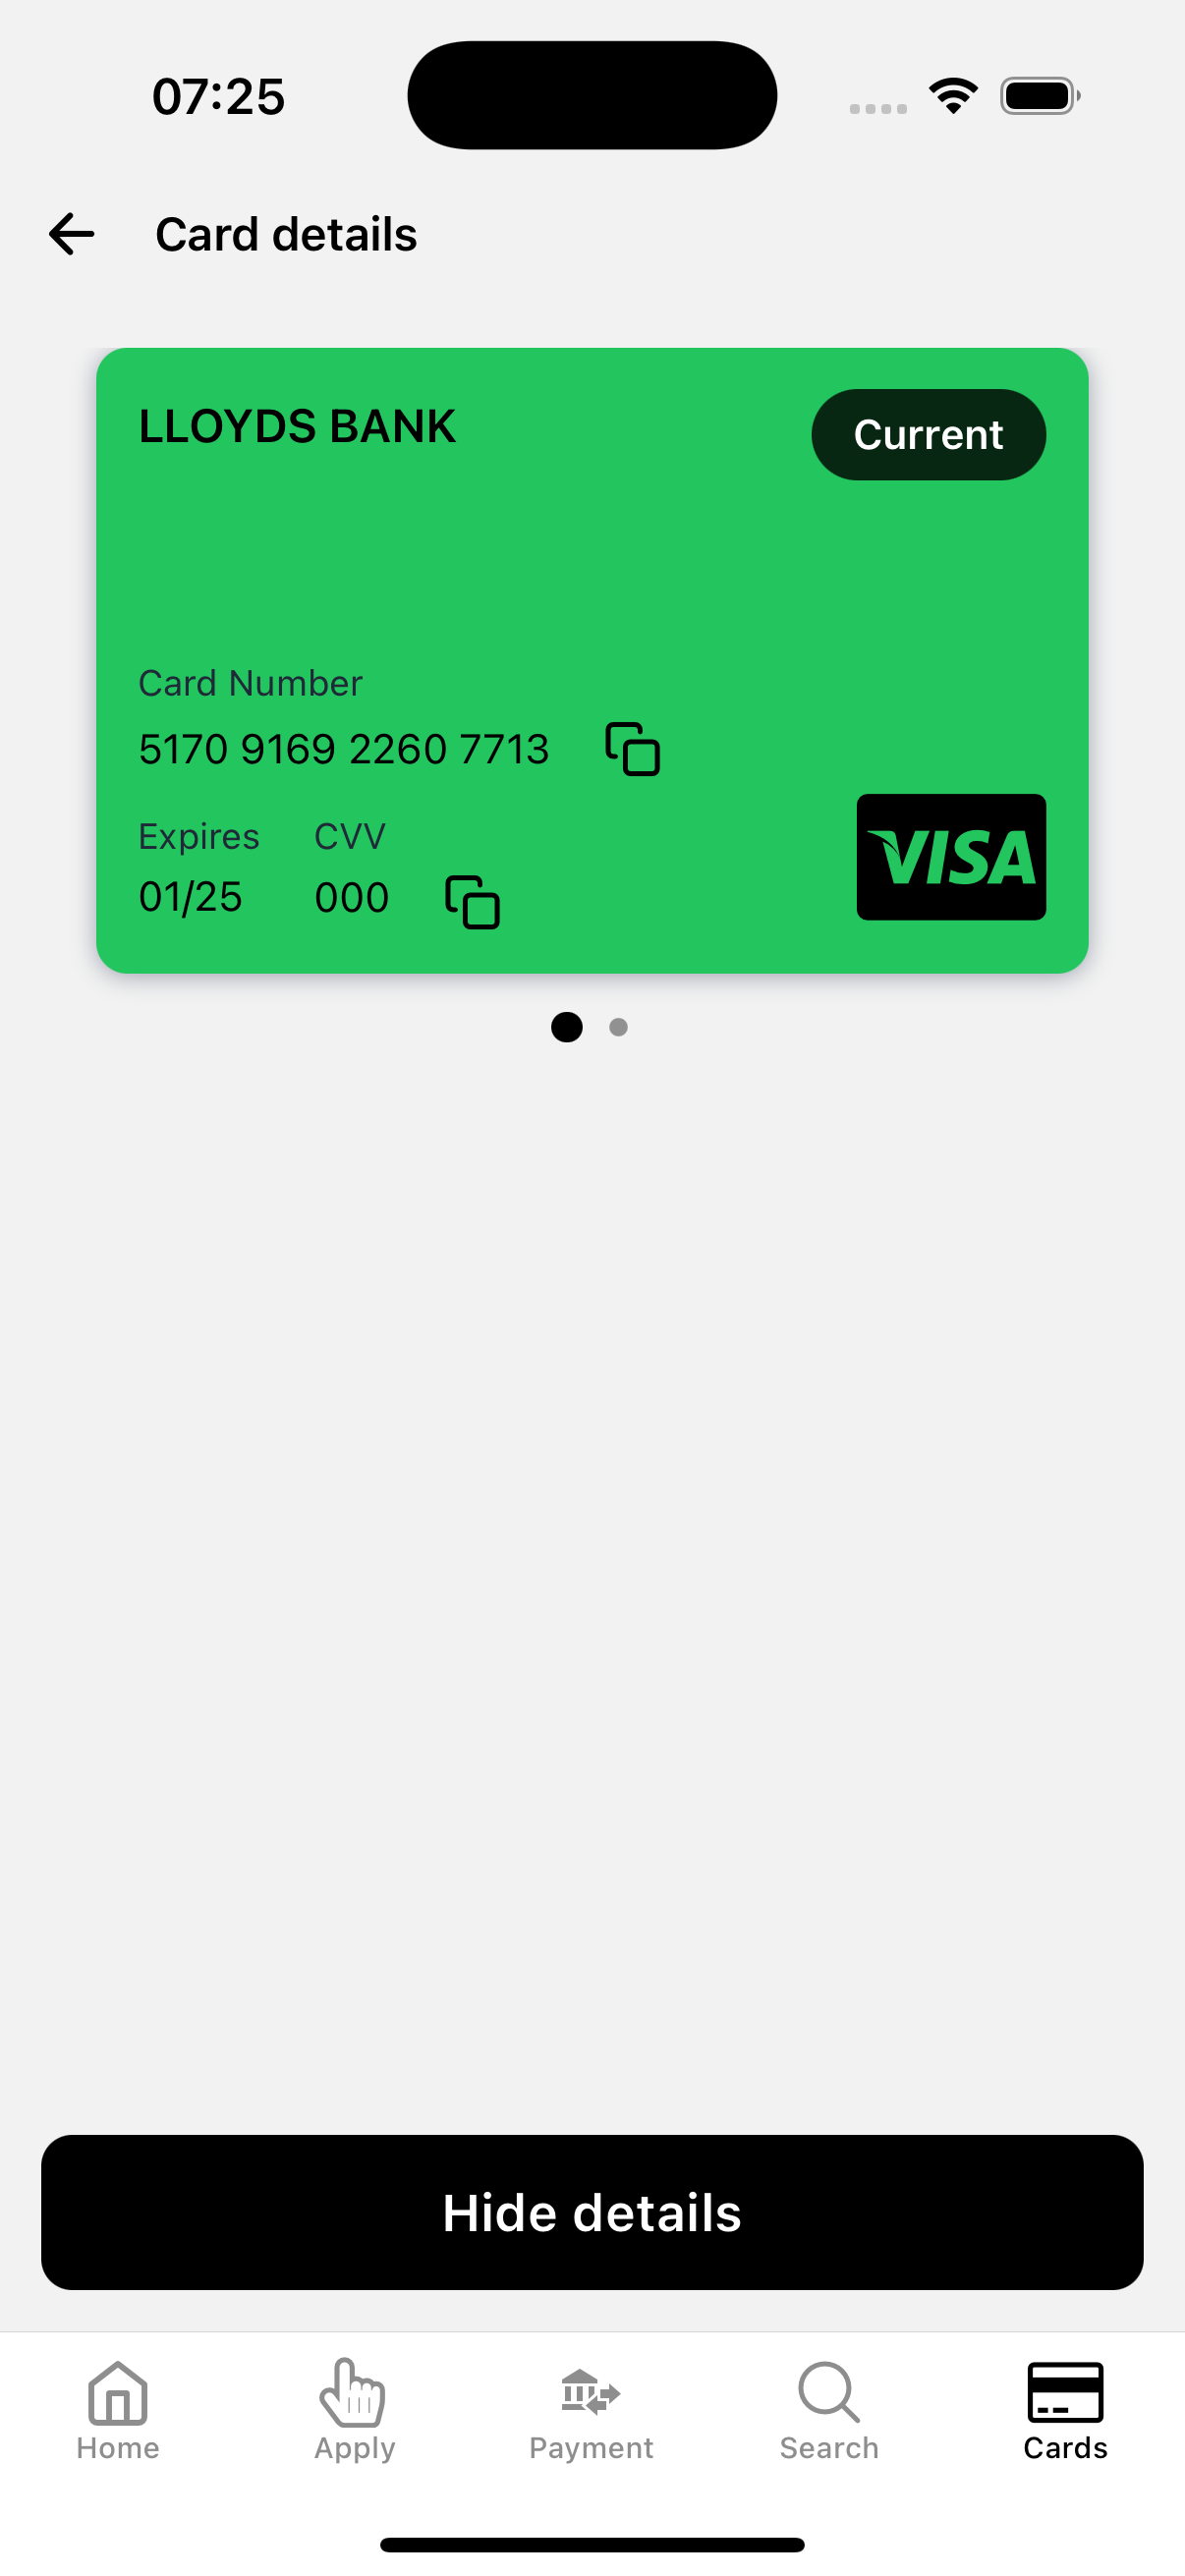 07:25
Card details
LLOYDS BANK
Current
Card Number
5170 9169 2260 7713
Expires CVV
01/25 000
VISA
Hide details
Home Apply Payment Search Cards